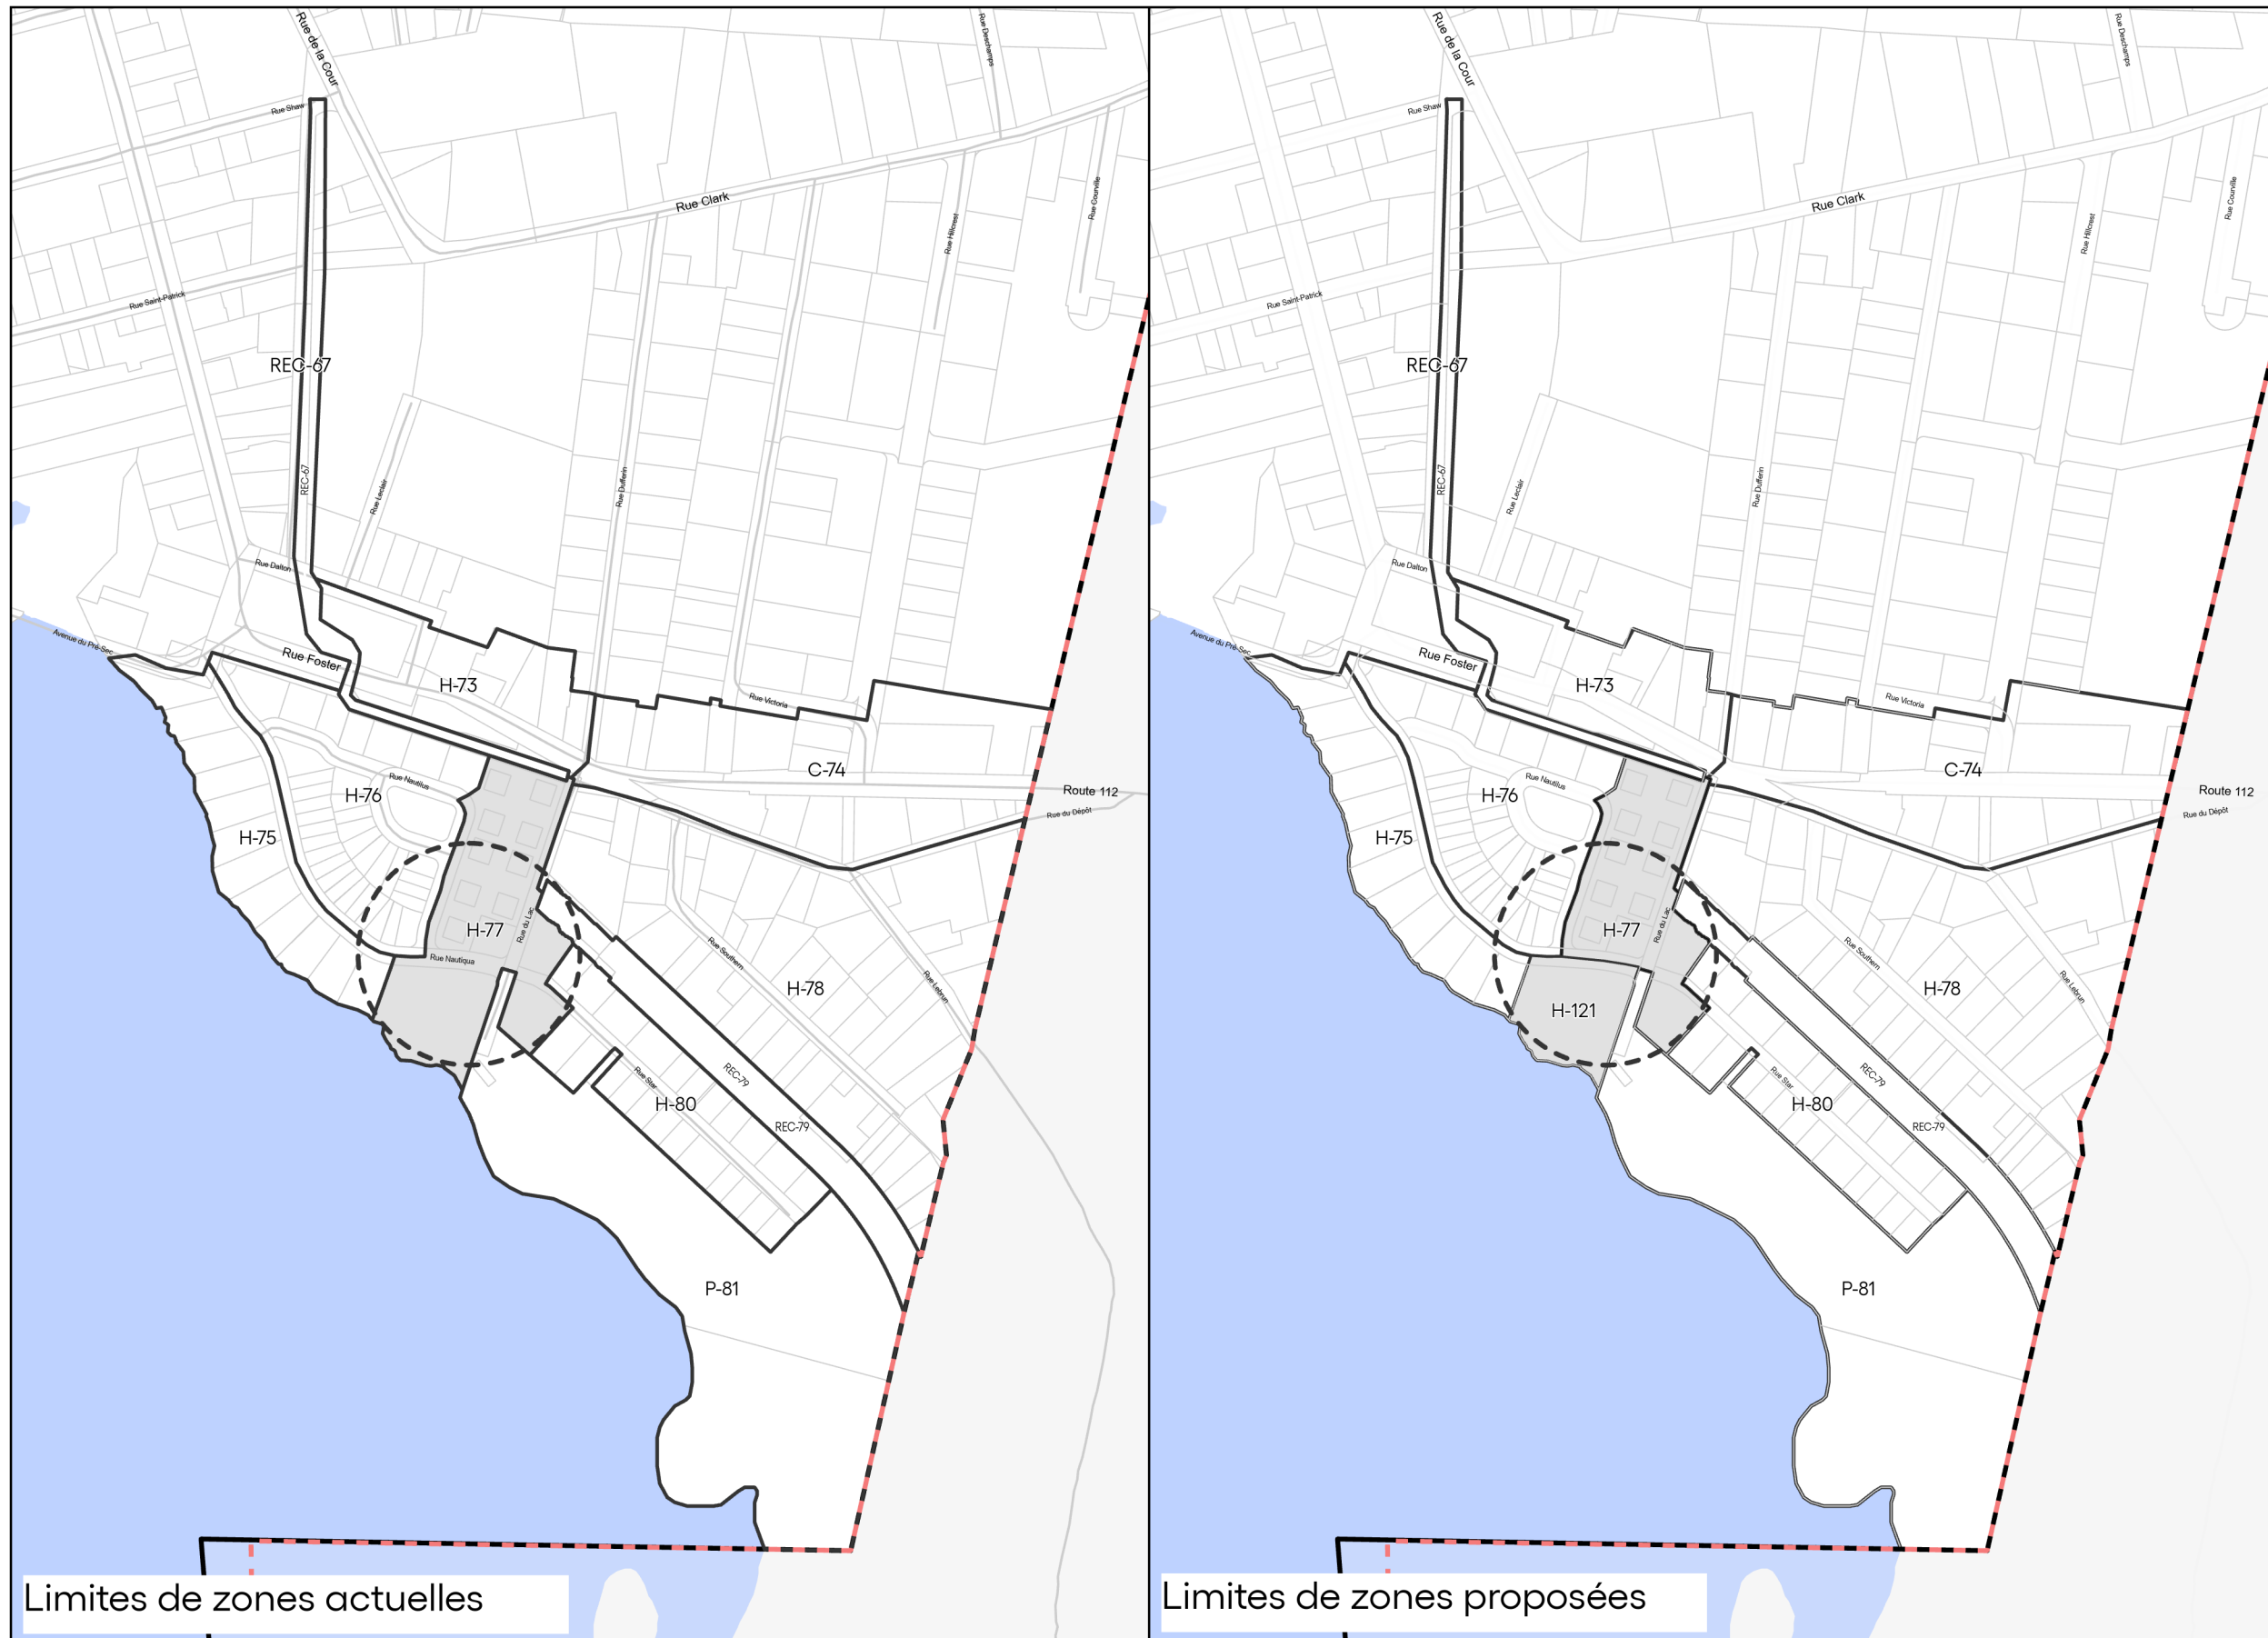 Rue de la Cour
Rue Deschamps
Rue Shaw
Rue Clark
Rue Courville
Rue Hillcrest
Rue Saint-Patrick
REC-67
REC-67
Rue Leclair
Rue Dufferin
Rue Dalton
Avenue du Pré-Sec
Rue Foster
H-73
Rue Victoria
C-74
Rue Nautilus
Route 112
H-76
Rue du Dépôt
H-75
H-77
Rue du Lac
Rue Nautiqua
Rue Southern
H-78
Rue Lebrun
REC-79
Rue Star
H-80
REC-79
P-81
Limites de zones actuelles
Rue de la Cour
Rue Deschamps
Rue Shaw
Rue Clark
Rue Courville
Rue Hillcrest
Rue Saint-Patrick
REC-67
REC-67
Rue Leclair
Rue Dufferin
Rue Dalton
Avenue du Pré-Sec
Rue Foster
H-73
Rue Victoria
C-74
Rue Nautilus
Route 112
H-76
Rue du Dépôt
H-75
H-77
Rue du Lac
Rue Southern
H-78
Rue Lebrun
H-121
REC-79
Rue Star
H-80
REC-79
P-81
Limites de zones proposées